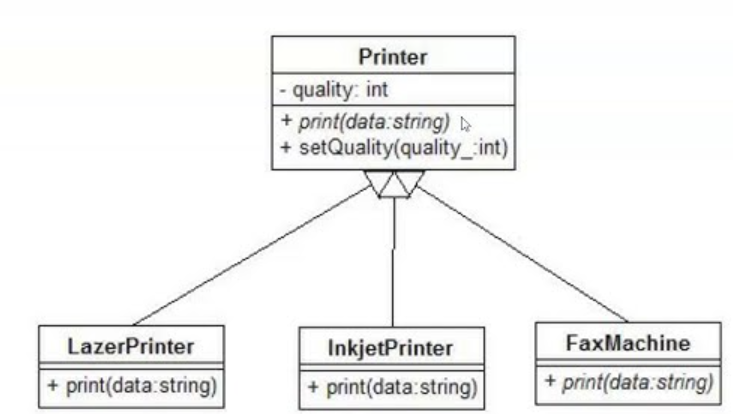 Printer
- quality: int
+ print(data:string)
+ setQuality(quality_:int)
LazerPrinter
+ print(data:string)
InkjetPrinter
+ print(data:string)
FaxMachine
+ print(data:string)